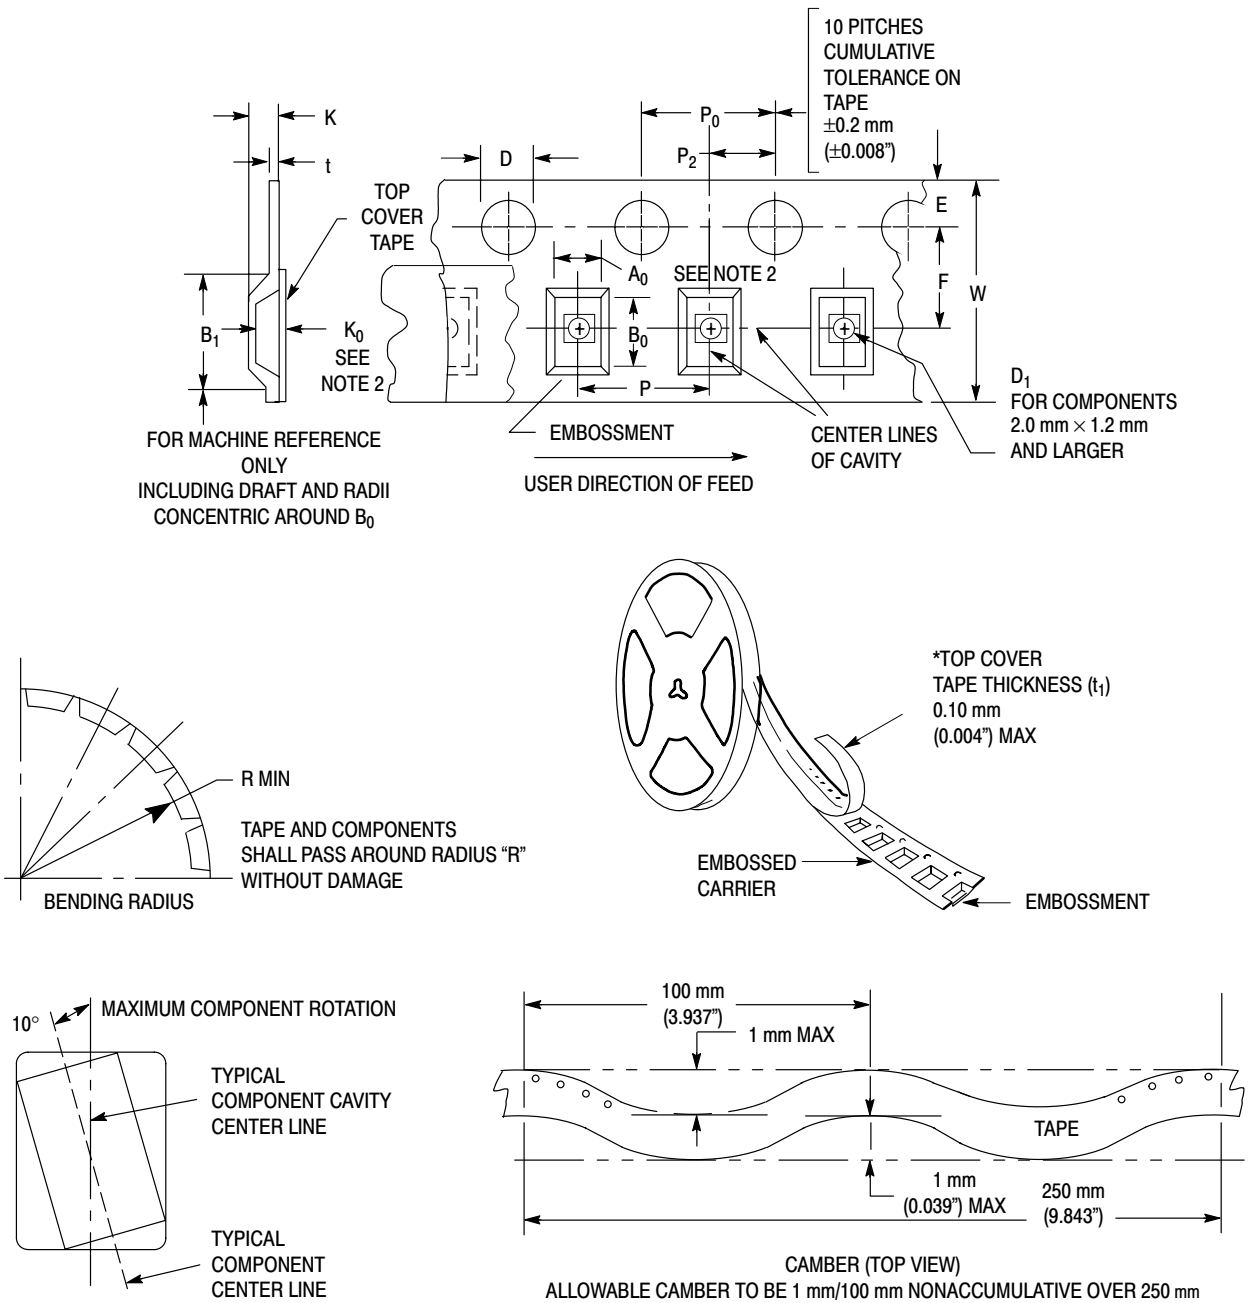 10 PITCHES
CUMULATIVE
TOLERANCE ON
TAPE
±0.2 mm
(±0.008”)
K
t
TOP
COVER
TAPE
D
P0
P2
E
A0
SEE NOTE 2
F
W
B1
K0
SEE
NOTE 2
B0
P
D1
FOR COMPONENTS
2.0 mm × 1.2 mm
AND LARGER
FOR MACHINE REFERENCE
ONLY
INCLUDING DRAFT AND RADII
CONCENTRIC AROUND B0
EMBOSSMENT
CENTER LINES
OF CAVITY
USER DIRECTION OF FEED
*TOP COVER
TAPE THICKNESS (t1)
0.10 mm
(0.004”) MAX
R MIN
TAPE AND COMPONENTS
SHALL PASS AROUND RADIUS “R”
WITHOUT DAMAGE
BENDING RADIUS
EMBOSSED
CARRIER
EMBOSSMENT
10°
MAXIMUM COMPONENT ROTATION
TYPICAL
COMPONENT CAVITY
CENTER LINE
TYPICAL
COMPONENT
CENTER LINE
100 mm
(3.937”)
1 mm MAX
TAPE
1 mm
(0.039”) MAX
250 mm
(9.843”)
CAMBER (TOP VIEW)
ALLOWABLE CAMBER TO BE 1 mm/100 mm NONACCUMULATIVE OVER 250 mm